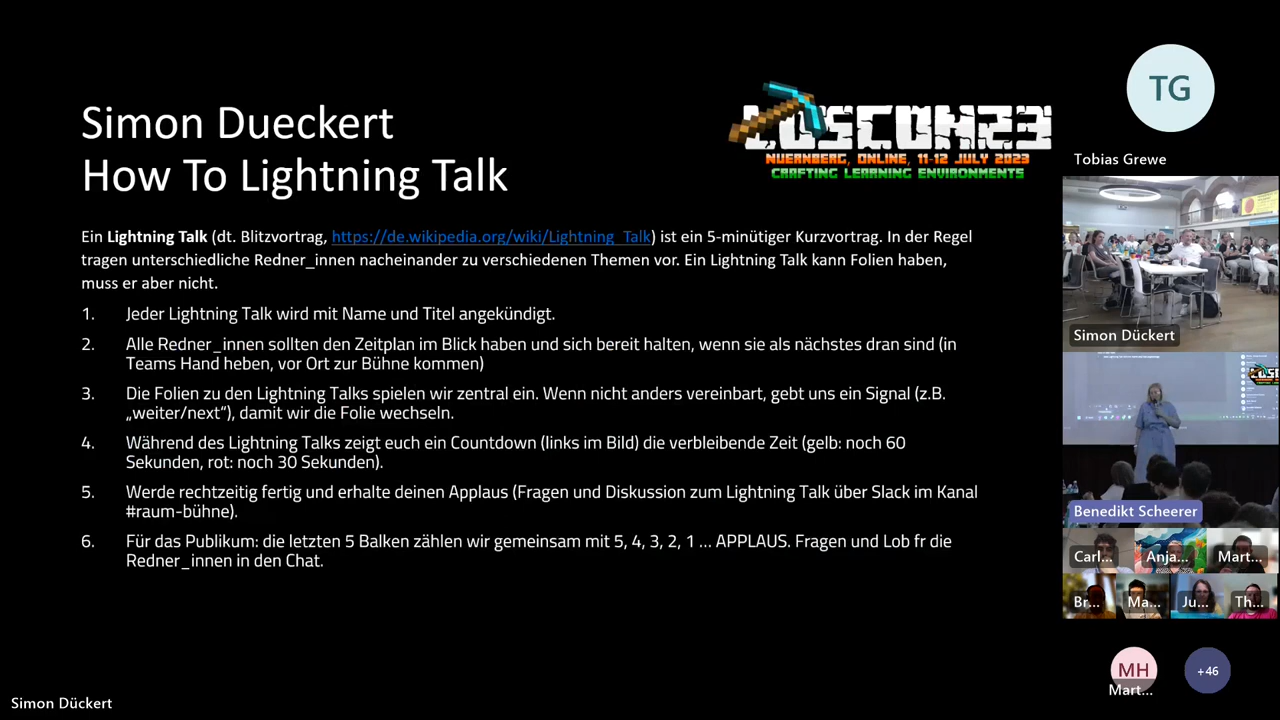 Simon Dueckert
How To Lightning Talk
LOSCON23
NUERNBERG, ONLINE, 11-12 JULY 2023
CRAFTING LEARNING ENVIRONMENTS
Ein Lightning Talk (dt. Blitzvortrag, https://de.wikipedia.org/wiki/Lightning_Talk) ist ein 5-minütiger Kurzvortrag. In der Regel
tragen unterschiedliche Redner_innen nacheinander zu verschiedenen Themen vor. Ein Lightning Talk kann Folien haben,
muss er aber nicht.
1. Jeder Lightning Talk wird mit Name und Titel angekündigt.
2. Alle Redner_innen sollten den Zeitplan im Blick haben und sich bereit halten, wenn sie als nächstes dran sind (in
Teams Hand heben, vor Ort zur Bühne kommen)
3. Die Folien zu den Lightning Talks spielen wir zentral ein. Wenn nicht anders vereinbart, gebt uns ein Signal (z.B.
„weiter/next“), damit wir die Folie wechseln.
4. Während des Lightning Talks zeigt euch ein Countdown (links im Bild) die verbleibende Zeit (gelb: noch 60
Sekunden, rot: noch 30 Sekunden).
5. Werde rechtzeitig fertig und erhalte deinen Applaus (Fragen und Diskussion zum Lightning Talk über Slack im Kanal
#raum-bühne).
6. Für das Publikum: die letzten 5 Balken zählen wir gemeinsam mit 5, 4, 3, 2, 1 … APPLAUS. Fragen und Lob fr die
Redner_innen in den Chat.
Simon Dückert
TG
Tobias Grewe
Simon Dückert
Benedikt Scheerer
Carl... Anja... Mart...
Br... Ma... Ju... Th...
MH +46
Mart...